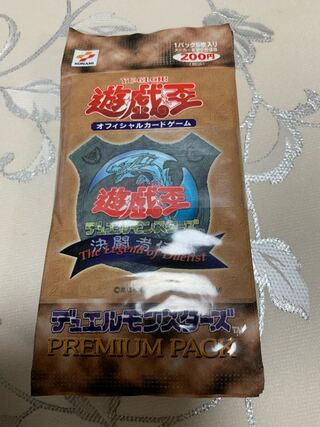 KONAMI
1パック5枚入り
200円
YU-GI-OH!
遊戯王
オフィシャルカードゲーム
遊戯王
デュエルモンスターズ
決闘者
The Legend of Duelist
デュエルモンスターズ
TM
PREMIUM PACK